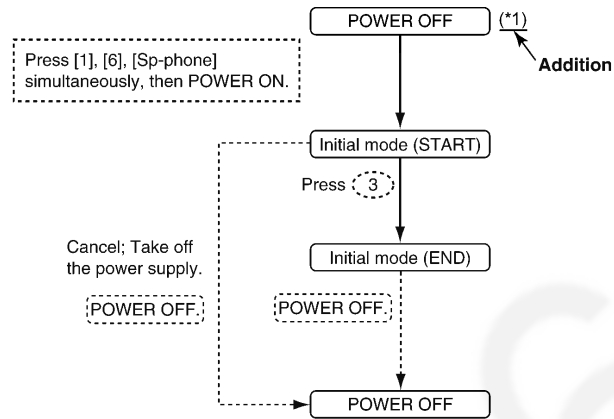 POWER OFF (*1)
Addition
Press [1], [6], [Sp-phone]
simultaneously, then POWER ON.
Initial mode (START)
Press 3
Cancel; Take off
the power supply.
Initial mode (END)
POWER OFF.
POWER OFF.
POWER OFF